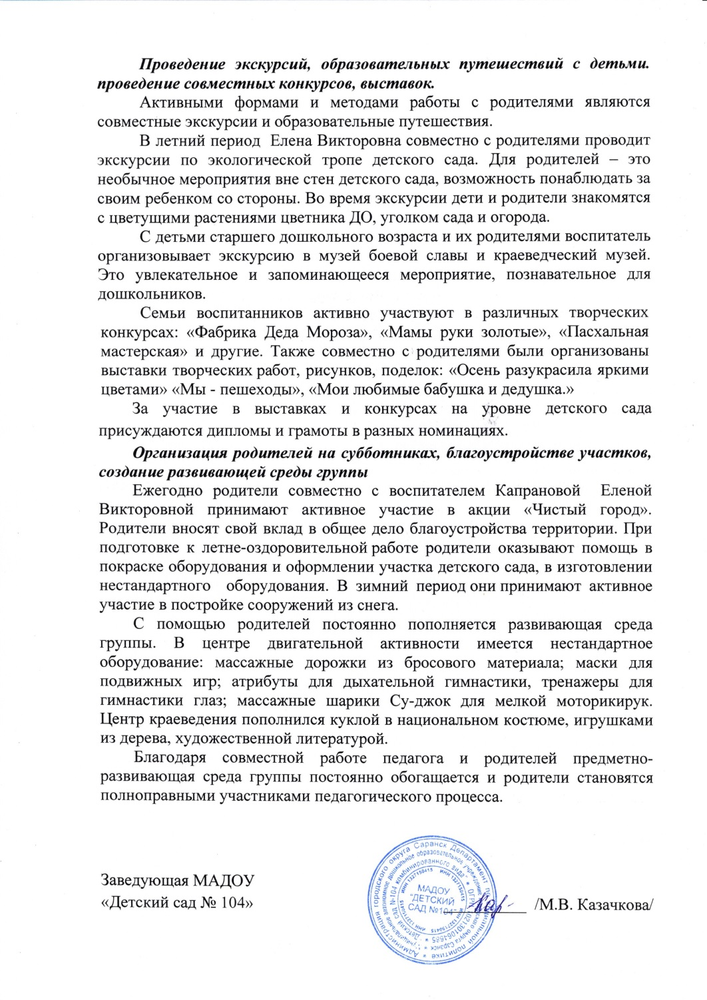 Проведение экскурсий, образовательных путешествий с детьми.
проведение совместных конкурсов, выставок.
Активными формами и методами работы с родителями являются
совместные экскурсии и образовательные путешествия.
В летний период Елена Викторовна совместно с родителями проводит
экскурсии по экологической тропе детского сада. Для родителей – это
необычное мероприятия вне стен детского сада, возможность понаблюдать за
своим ребенком со стороны. Во время экскурсии дети и родители знакомятся
с цветущими растениями цветника ДО, уголком сада и огорода.
С детьми старшего дошкольного возраста и их родителями воспитатель
организовывает экскурсию в музей боевой славы и краеведческий музей.
Это увлекательное и запоминающееся мероприятие, познавательное для
дошкольников.
Семьи воспитанников активно участвуют в различных творческих
конкурсах: «Фабрика Деда Мороза», «Мамы руки золотые», «Пасхальная
мастерская» и другие. Также совместно с родителями были организованы
выставки творческих работ, рисунков, поделок: «Осень разукрасила яркими
цветами» «Мы - пешеходы», «Мои любимые бабушка и дедушка.»
За участие в выставках и конкурсах на уровне детского сада
присуждаются дипломы и грамоты в разных номинациях.
Организация родителей на субботниках, благоустройстве участков,
создание развивающей среды группы
Ежегодно родители совместно с воспитателем Капрановой Еленой
Викторовной принимают активное участие в акции «Чистый город».
Родители вносят свой вклад в общее дело благоустройства территории. При
подготовке к летне-оздоровительной работе родители оказывают помощь в
покраске оборудования и оформлении участка детского сада, в изготовлении
нестандартного оборудования. В зимний период они принимают активное
участие в постройке сооружений из снега.
С помощью родителей постоянно пополняется развивающая среда
группы. В центре двигательной активности имеется нестандартное
оборудование: массажные дорожки из бросового материала; маски для
подвижных игр; атрибуты для дыхательной гимнастики, тренажеры для
гимнастики глаз; массажные шарики Су-джок для мелкой моторикирук.
Центр краеведения пополнился куклой в национальном костюме, игрушками
из дерева, художественной литературой.
Благодаря совместной работе педагога и родителей предметно-
развивающая среда группы постоянно обогащается и родители становятся
полноправными участниками педагогического процесса.
Заведующая МАДОУ
«Детский сад № 104» /М.В. Казачкова/
МАДОУ
"ДЕТСКИЙ
САД №104"
Администрация городского округа Саранск Департамент по социальной политике
ИНН 1327150415 ИНН 1327150415